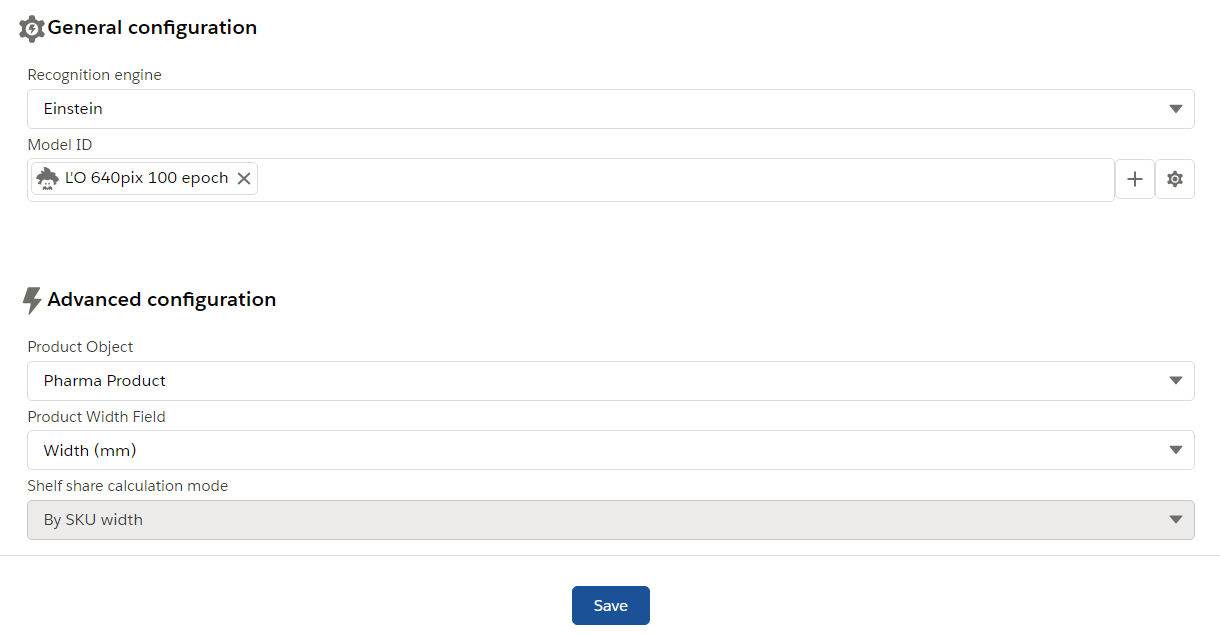 General configuration
Recognition engine
Einstein
Model ID
L'O 640pix 100 epoch
Advanced configuration
Product Object
Pharma Product
Product Width Field
Width (mm)
Shelf share calculation mode
By SKU width
Save